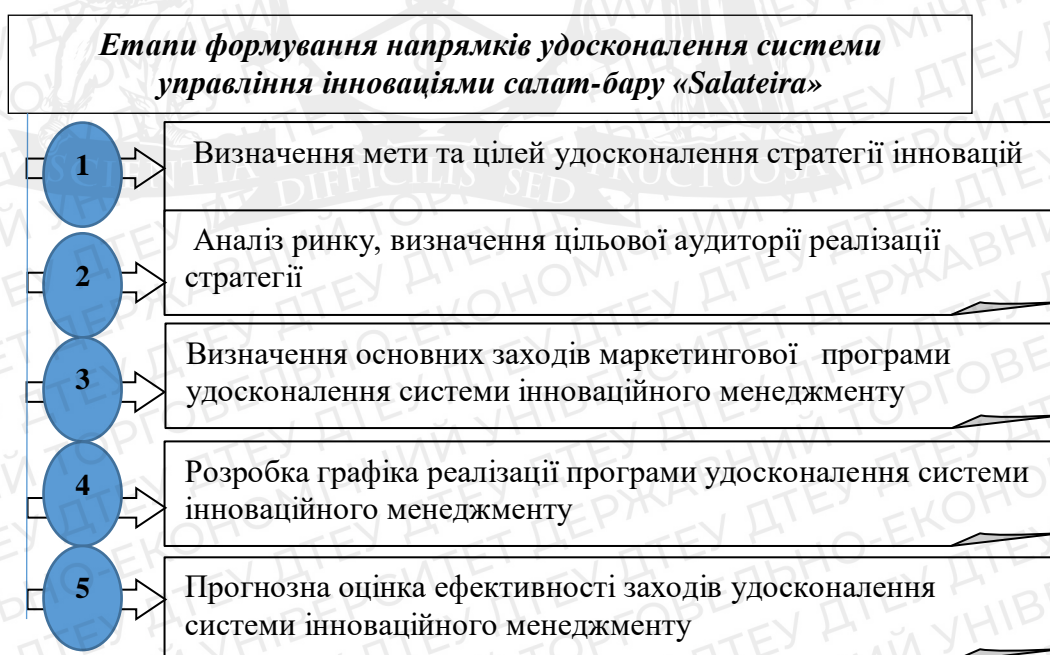 Етапи формування напрямків удосконалення системи
управління інноваціями салат-бару «Salateira»
1
Визначення мети та цілей удосконалення стратегії інновацій
2
Аналіз ринку, визначення цільової аудиторії реалізації
стратегії
3
Визначення основних заходів маркетингової програми
удосконалення системи інноваційного менеджменту
4
Розробка графіка реалізації програми удосконалення системи
інноваційного менеджменту
5
Прогнозна оцінка ефективності заходів удосконалення
системи інноваційного менеджменту